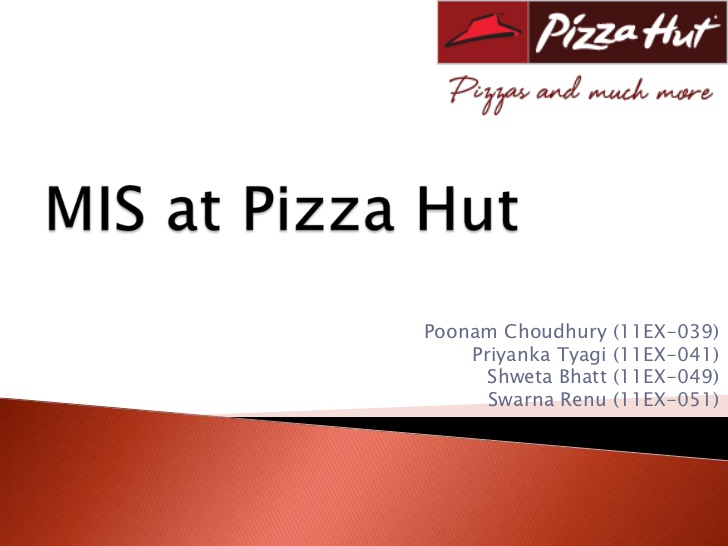 Pizza Hut
Pizzas and much more
MIS at Pizza Hut
Poonam Choudhury (11EX-039)
Priyanka Tyagi (11EX-041)
Shweta Bhatt (11EX-049)
Swarna Renu (11EX-051)